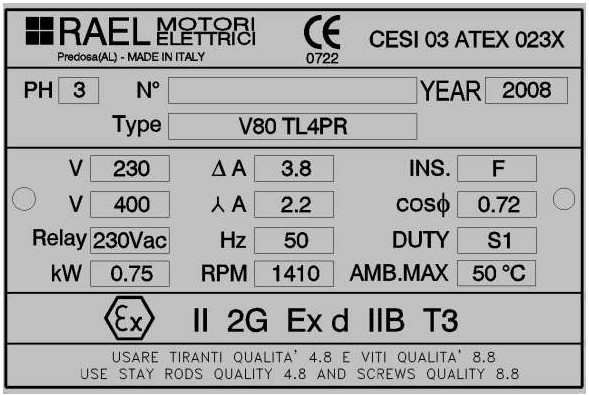 RAEL MOTORI ELETTRICI
Predosa(AL) - MADE IN ITALY
CE
0722
CESI 03 ATEX 023X
PH 3 N° YEAR 2008
Type V80 TL4PR
V 230 Δ A 3.8 INS. F
V 400 ⅄ A 2.2 cosϕ 0.72
Relay 230Vac Hz 50 DUTY S1
kW 0.75 RPM 1410 AMB.MAX 50 °C
Ex II 2G Ex d IIB T3
USARE TIRANTI QUALITA' 4.8 E VITI QUALITA' 8.8
USE STAY RODS QUALITY 4.8 AND SCREWS QUALITY 8.8